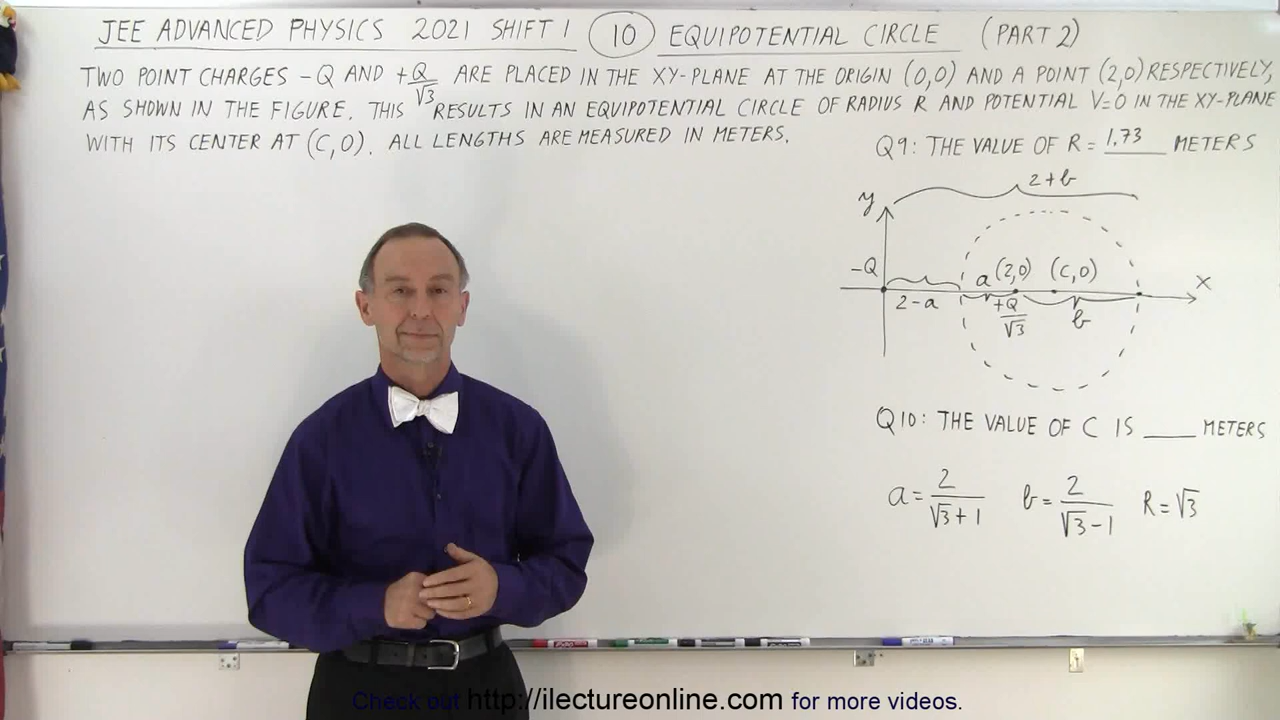 JEE ADVANCED PHYSICS 2021 SHIFT 1 (10) EQUIPOTENTIAL CIRCLE (PART 2)
TWO POINT CHARGES -Q AND +Q/√3 ARE PLACED IN THE XY-PLANE AT THE ORIGIN (0,0) AND A POINT (2,0) RESPECTIVELY,
AS SHOWN IN THE FIGURE. THIS RESULTS IN AN EQUIPOTENTIAL CIRCLE OF RADIUS R AND POTENTIAL V=0 IN THE XY-PLANE
WITH ITS CENTER AT (C,0). ALL LENGTHS ARE MEASURED IN METERS.
Q9: THE VALUE OF R = 1.73 METERS
2+b
y
-Q a (2,0) (C,0) X
2-a +Q/√3 b
Q10: THE VALUE OF C IS ____ METERS
a = 2/(√3+1) b = 2/(√3-1) R = √3
Check out http://ilectureonline.com for more videos.